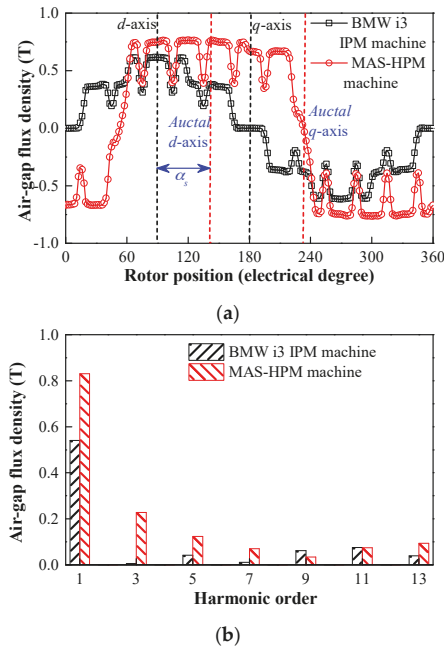 (a)
d-axis
q-axis
BMW i3
IPM machine
MAS-HPM
machine
Auctal
d-axis
Auctal
q-axis
αs
Air-gap flux density (T)
1.0
0.5
0.0
-0.5
-1.0
0 60 120 180 240 300 360
Rotor position (electrical degree)
(a)
BMW i3 IPM machine
MAS-HPM machine
Air-gap flux density (T)
1.0
0.8
0.6
0.4
0.2
0.0
1 3 5 7 9 11 13
Harmonic order
(b)